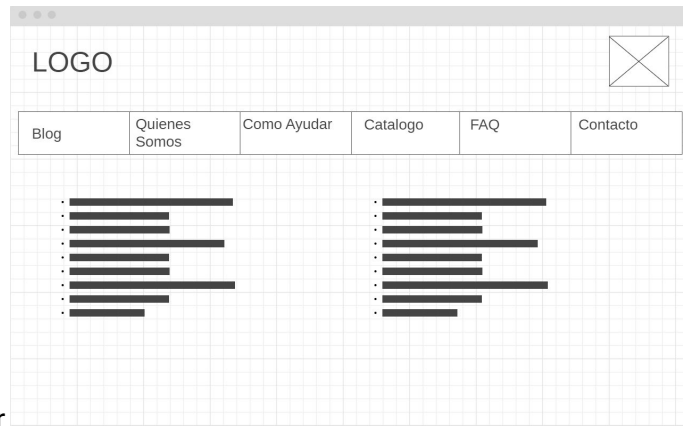 LOGO
Blog
Quienes
Somos
Como Ayudar
Catalogo
FAQ
Contacto
r